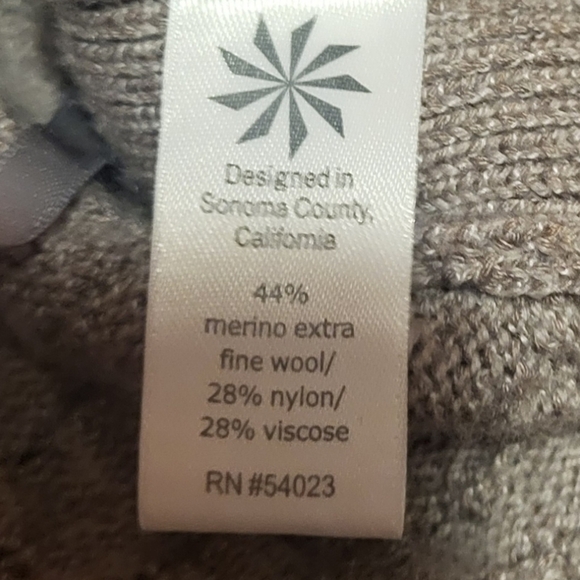 Designed in
Sonoma County,
California
44%
merino extra
fine wool/
28% nylon/
28% viscose
RN #54023